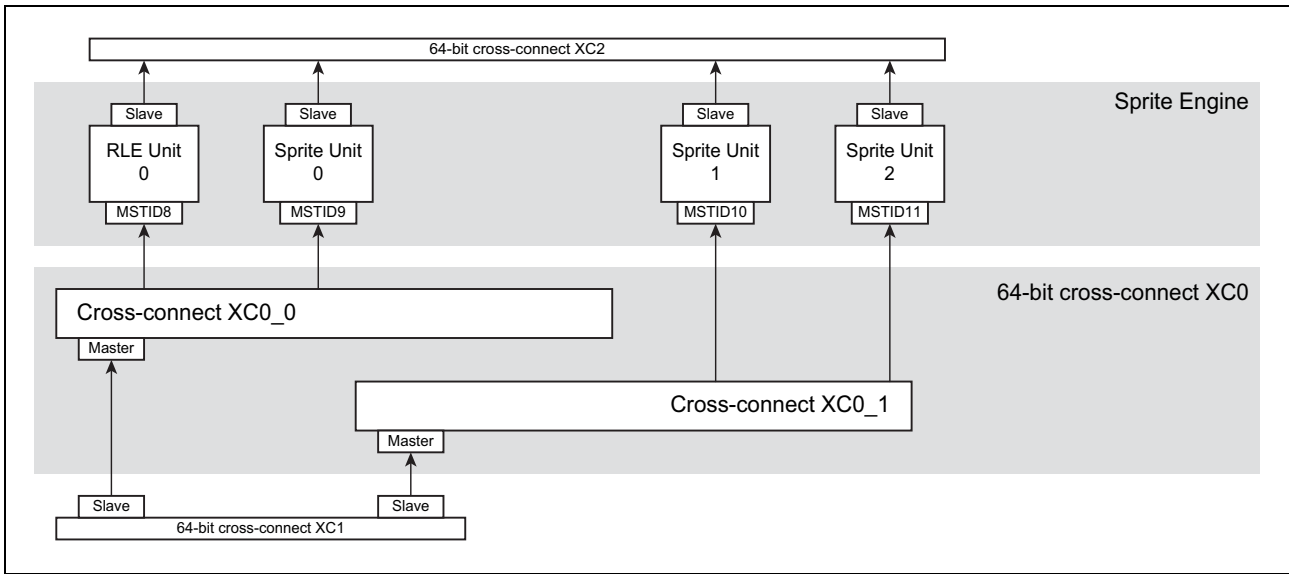 64-bit cross-connect XC2
Slave
Slave
Slave
Slave
Sprite Engine
RLE Unit
0
Sprite Unit
0
Sprite Unit
1
Sprite Unit
2
MSTID8
MSTID9
MSTID10
MSTID11
64-bit cross-connect XC0
Cross-connect XC0_0
Master
Cross-connect XC0_1
Master
Slave
Slave
64-bit cross-connect XC1